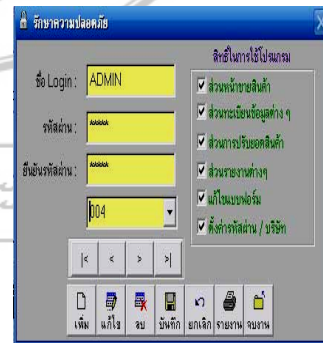 รักษาความปลอดภัย
ชื่อ Login : ADMIN
รหัสผ่าน : *****
ยืนยันรหัสผ่าน : *****
004
|< < > >|
สิทธิ์ในการใช้โปรแกรม
ส่วนหน้าขายสินค้า
ส่วนทะเบียนข้อมูลต่าง ๆ
ส่วนการปรับยอดสินค้า
ส่วนรายงานต่างๆ
แก้ไขแบบฟอร์ม
ตั้งค่ารหัสผ่าน / บริษัท
เพิ่ม แก้ไข ลบ บันทึก ยกเลิก รายงาน จบงาน